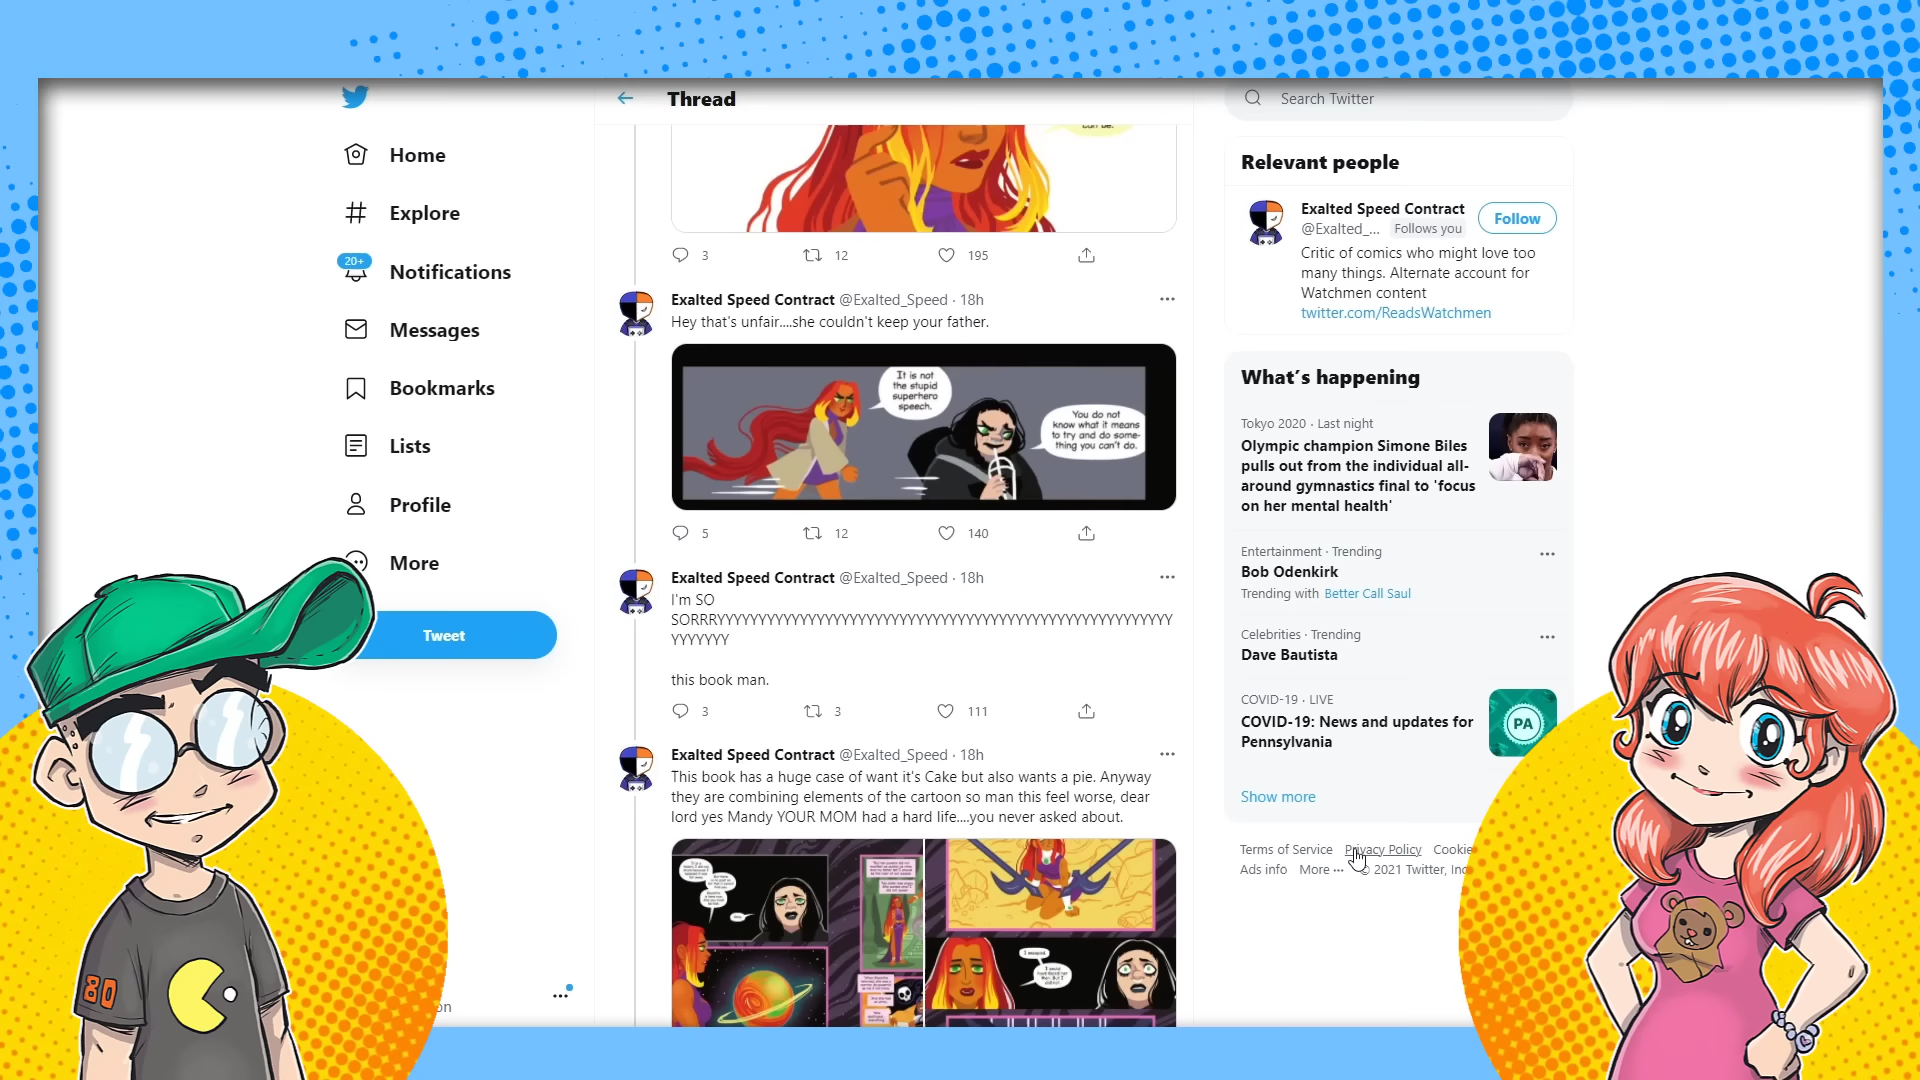 Thread
Search Twitter
Home
Explore
20+
Notifications
Messages
Bookmarks
Lists
Profile
More
Tweet
can be.
3
12
195
Exalted Speed Contract @Exalted_Speed · 18h
Hey that's unfair....she couldn't keep your father.
It is not
the stupid
superhero
speech.
You do not
know what it means
to try and do some-
thing you can't do.
5
12
140
Exalted Speed Contract @Exalted_Speed · 18h
I'm SO
SORRRYYYYYYYYYYYYYYYYYYYYYYYYYYYYYYYYYYYYYYYYYYYYYYYYYYYYYYY
YYYYYYY
this book man.
3
3
111
Exalted Speed Contract @Exalted_Speed · 18h
This book has a huge case of want it's Cake but also wants a pie. Anyway
they are combining elements of the cartoon so man this feel worse, dear
lord yes Mandy YOUR MOM had a hard life....you never asked about.
Relevant people
Exalted Speed Contract
@Exalted_... Follows you
Follow
Critic of comics who might love too
many things. Alternate account for
Watchmen content
twitter.com/ReadsWatchmen
What's happening
Tokyo 2020 · Last night
Olympic champion Simone Biles
pulls out from the individual all-
around gymnastics final to 'focus
on her mental health'
Entertainment · Trending
Bob Odenkirk
Trending with Better Call Saul
Celebrities · Trending
Dave Bautista
COVID-19 · LIVE
COVID-19: News and updates for
Pennsylvania
PA
Show more
Terms of Service Privacy Policy Cookie
Ads info More ··· © 2021 Twitter, Inc
80
on